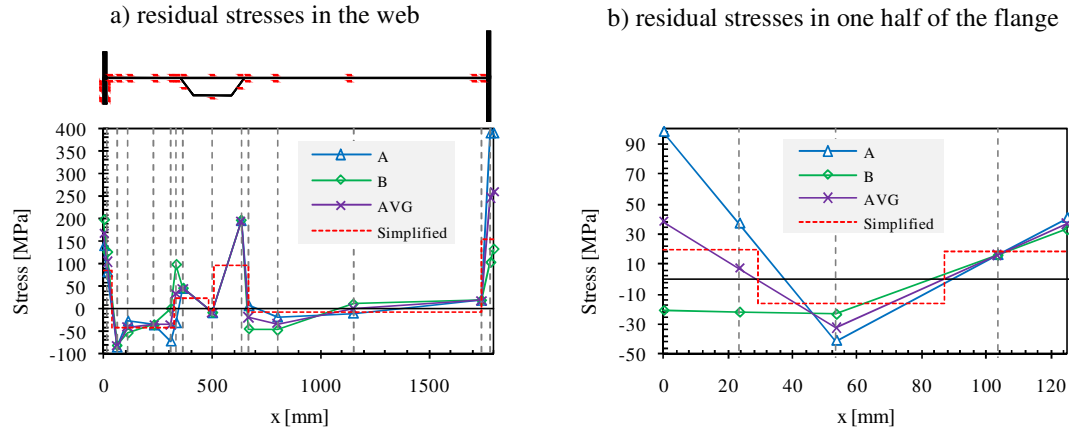 a) residual stresses in the web
b) residual stresses in one half of the flange
400
350
300
250
200
150
100
50
0
-50
-100
Stress [MPa]
A
B
AVG
Simplified
0
500
1000
1500
x [mm]
90
70
50
30
10
-10
-30
-50
Stress [MPa]
A
B
AVG
Simplified
0
20
40
60
80
100
120
x [mm]